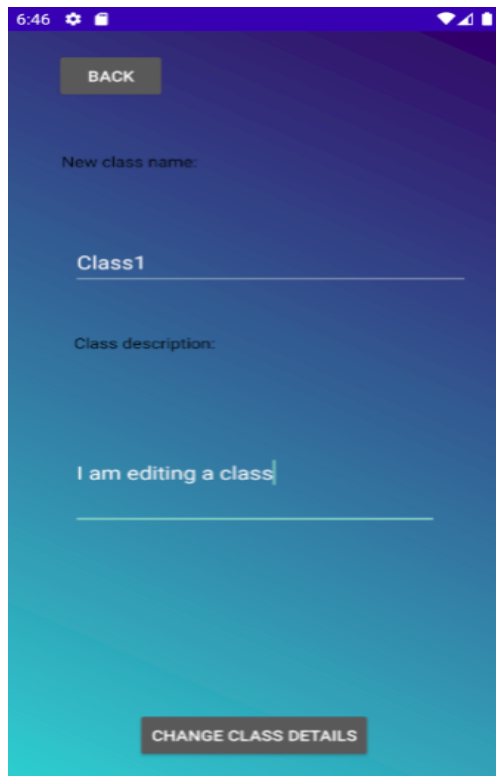 6:46
BACK
New class name:
Class1
Class description:
I am editing a class
CHANGE CLASS DETAILS